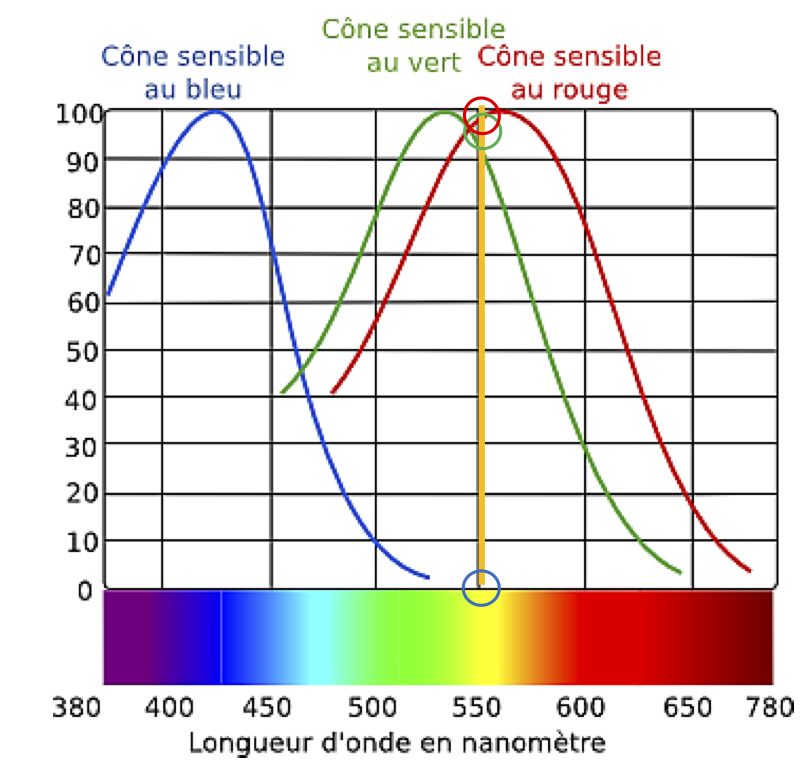 Cône sensible
au vert
Cône sensible
au bleu
Cône sensible
au rouge
100
90
80
70
60
50
40
30
20
10
0
380 400 450 500 550 600 650 780
Longueur d'onde en nanomètre